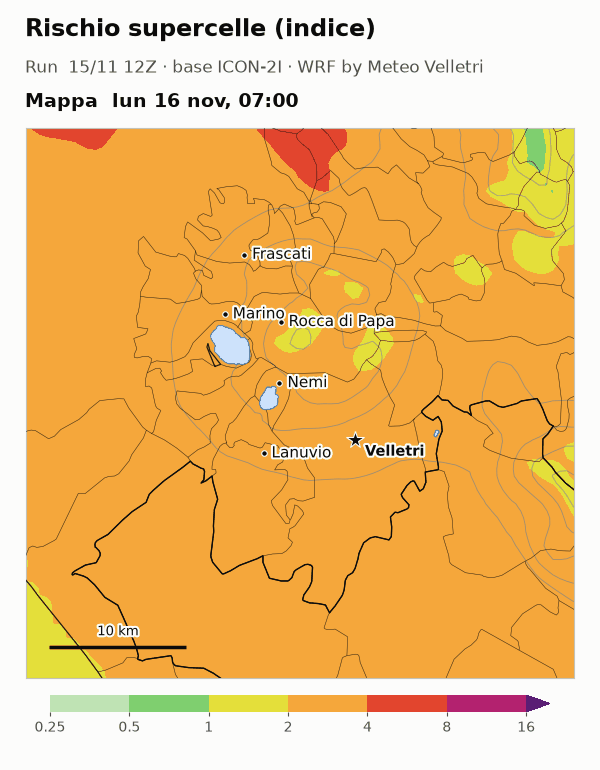 Rischio supercelle (indice)
Run  15/11 12Z · base ICON-2I · WRF by Meteo Velletri
Mappa  lun 16 nov, 07:00
Frascati
Marino
Rocca di Papa
Nemi
Velletri
Lanuvio
10 km
0.25 0.5 1 2 4 8 16